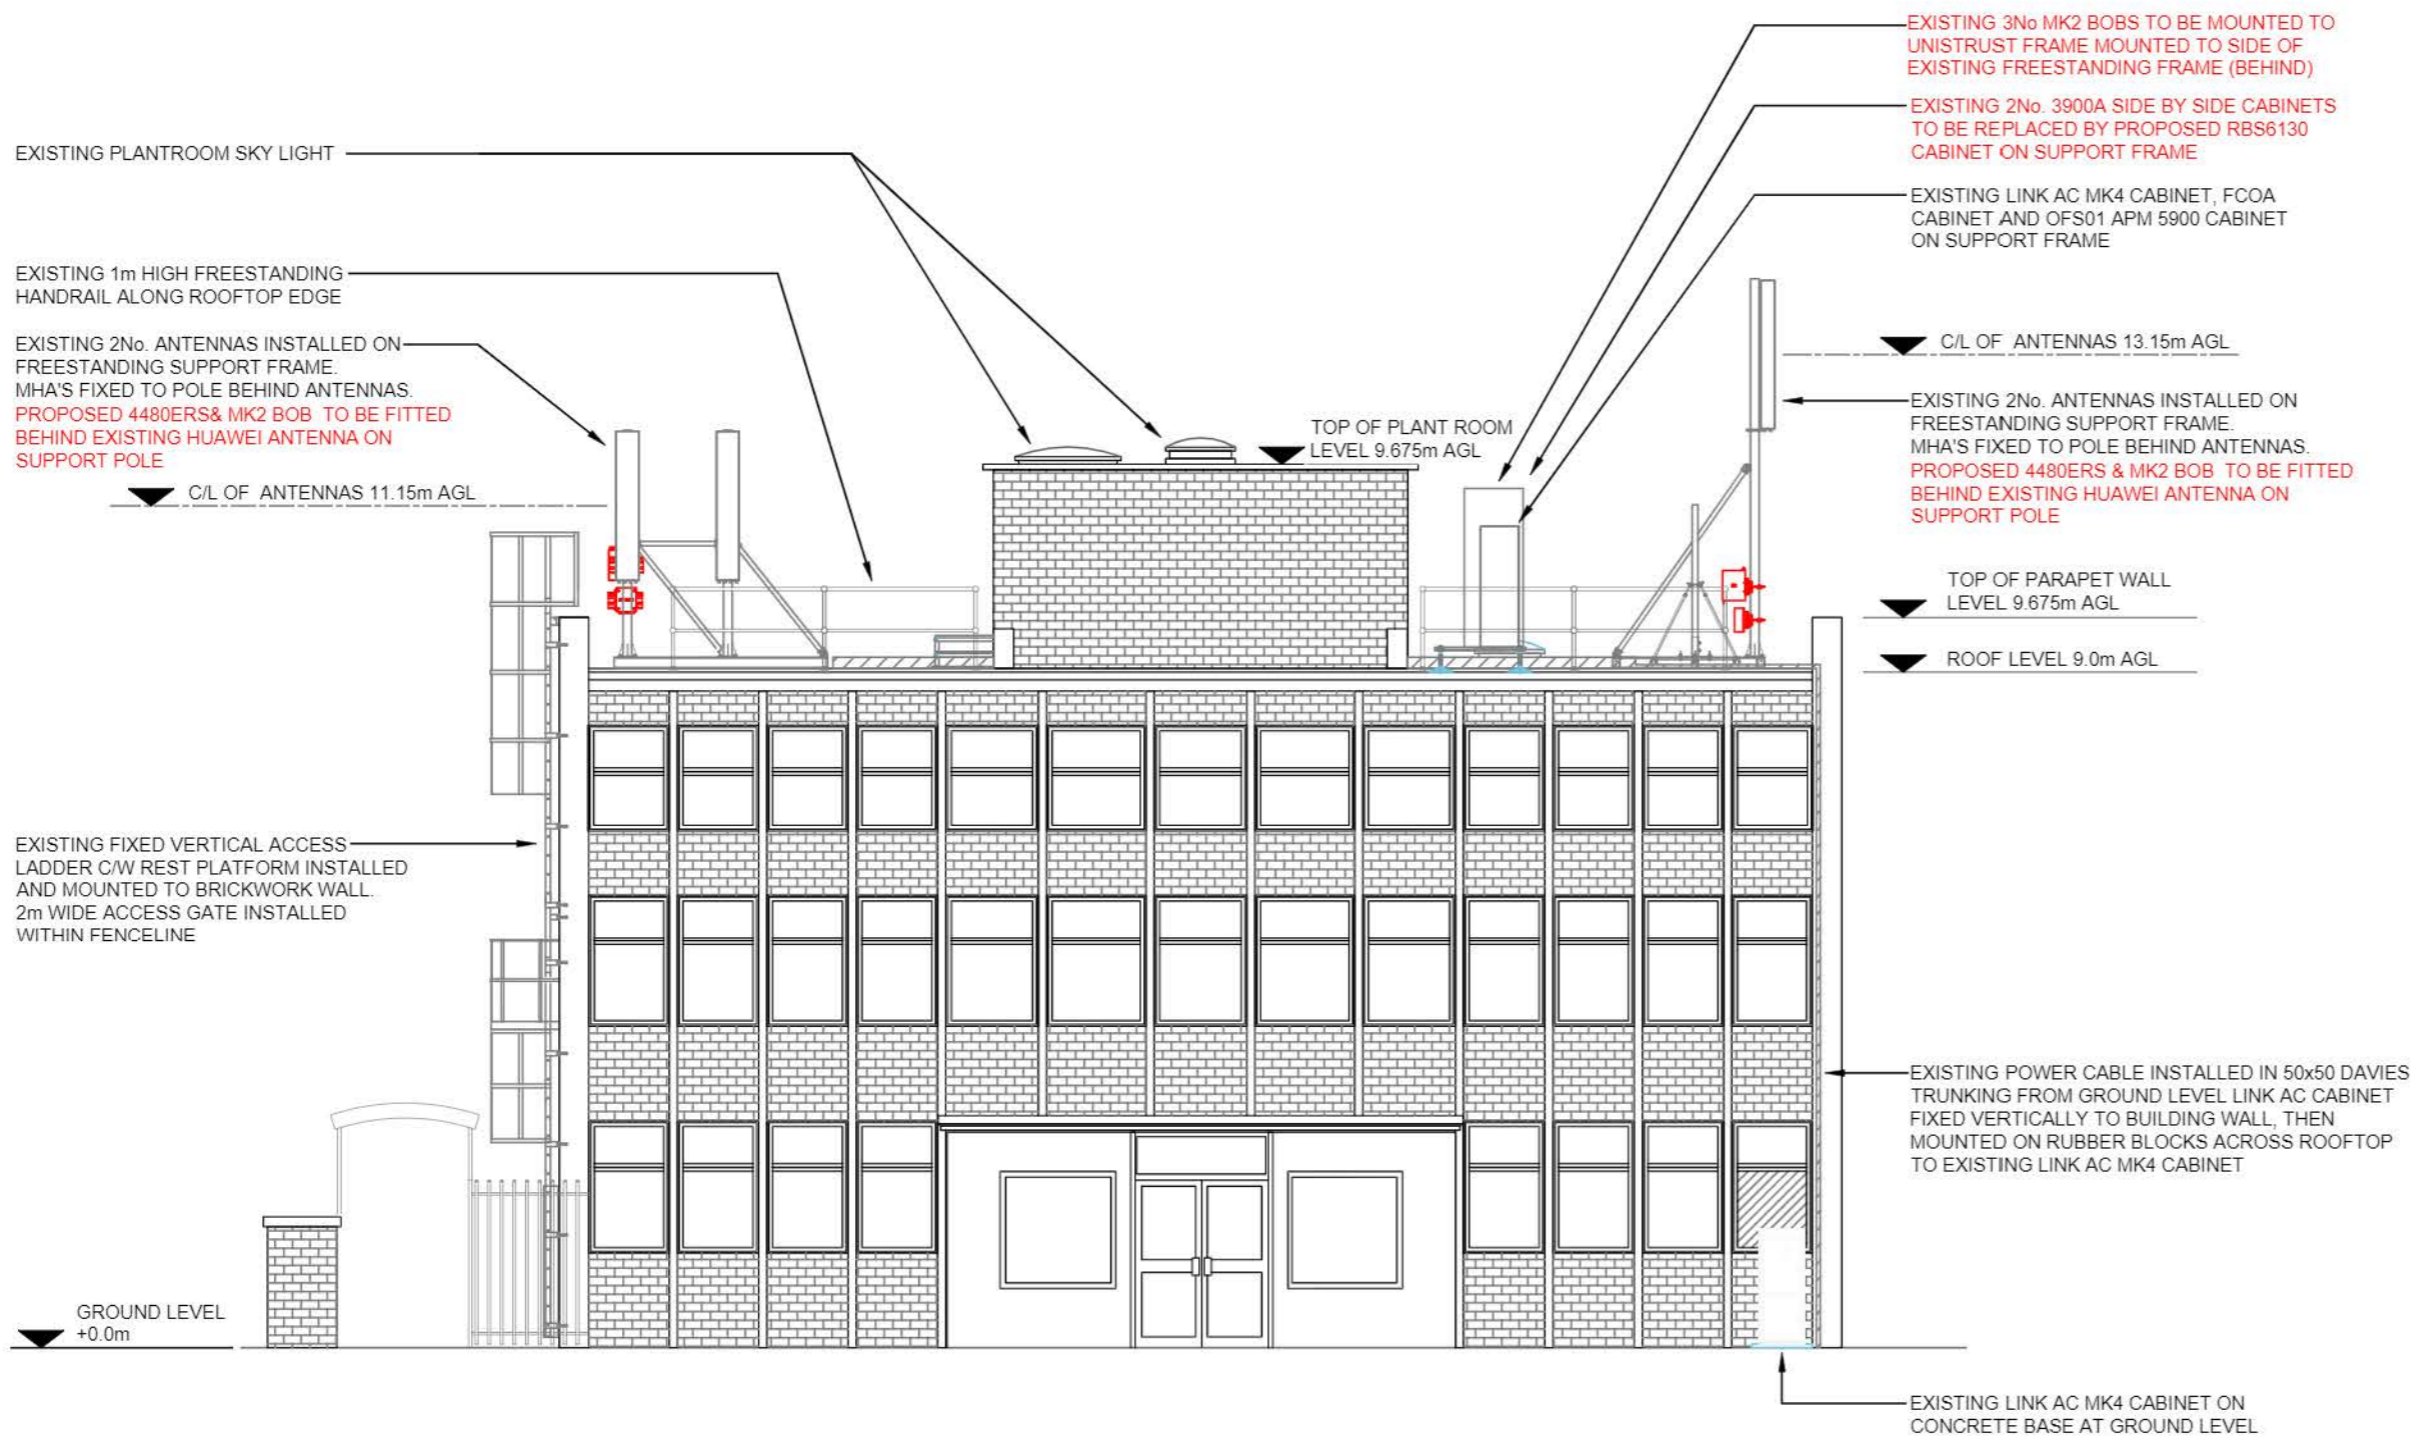 EXISTING PLANTROOM SKY LIGHT
EXISTING 1m HIGH FREESTANDING
HANDRAIL ALONG ROOFTOP EDGE
EXISTING 2No. ANTENNAS INSTALLED ON
FREESTANDING SUPPORT FRAME.
MHA'S FIXED TO POLE BEHIND ANTENNAS.
PROPOSED 4480ERS& MK2 BOB TO BE FITTED
BEHIND EXISTING HUAWEI ANTENNA ON
SUPPORT POLE
C/L OF ANTENNAS 11.15m AGL
EXISTING FIXED VERTICAL ACCESS
LADDER C/W REST PLATFORM INSTALLED
AND MOUNTED TO BRICKWORK WALL.
2m WIDE ACCESS GATE INSTALLED
WITHIN FENCELINE
GROUND LEVEL
+0.0m
TOP OF PLANT ROOM
LEVEL 9.675m AGL
EXISTING 3No MK2 BOBS TO BE MOUNTED TO
UNISTRUST FRAME MOUNTED TO SIDE OF
EXISTING FREESTANDING FRAME (BEHIND)
EXISTING 2No. 3900A SIDE BY SIDE CABINETS
TO BE REPLACED BY PROPOSED RBS6130
CABINET ON SUPPORT FRAME
EXISTING LINK AC MK4 CABINET, FCOA
CABINET AND OFS01 APM 5900 CABINET
ON SUPPORT FRAME
C/L OF ANTENNAS 13.15m AGL
EXISTING 2No. ANTENNAS INSTALLED ON
FREESTANDING SUPPORT FRAME.
MHA'S FIXED TO POLE BEHIND ANTENNAS.
PROPOSED 4480ERS & MK2 BOB TO BE FITTED
BEHIND EXISTING HUAWEI ANTENNA ON
SUPPORT POLE
TOP OF PARAPET WALL
LEVEL 9.675m AGL
ROOF LEVEL 9.0m AGL
EXISTING POWER CABLE INSTALLED IN 50x50 DAVIES
TRUNKING FROM GROUND LEVEL LINK AC CABINET
FIXED VERTICALLY TO BUILDING WALL, THEN
MOUNTED ON RUBBER BLOCKS ACROSS ROOFTOP
TO EXISTING LINK AC MK4 CABINET
EXISTING LINK AC MK4 CABINET ON
CONCRETE BASE AT GROUND LEVEL